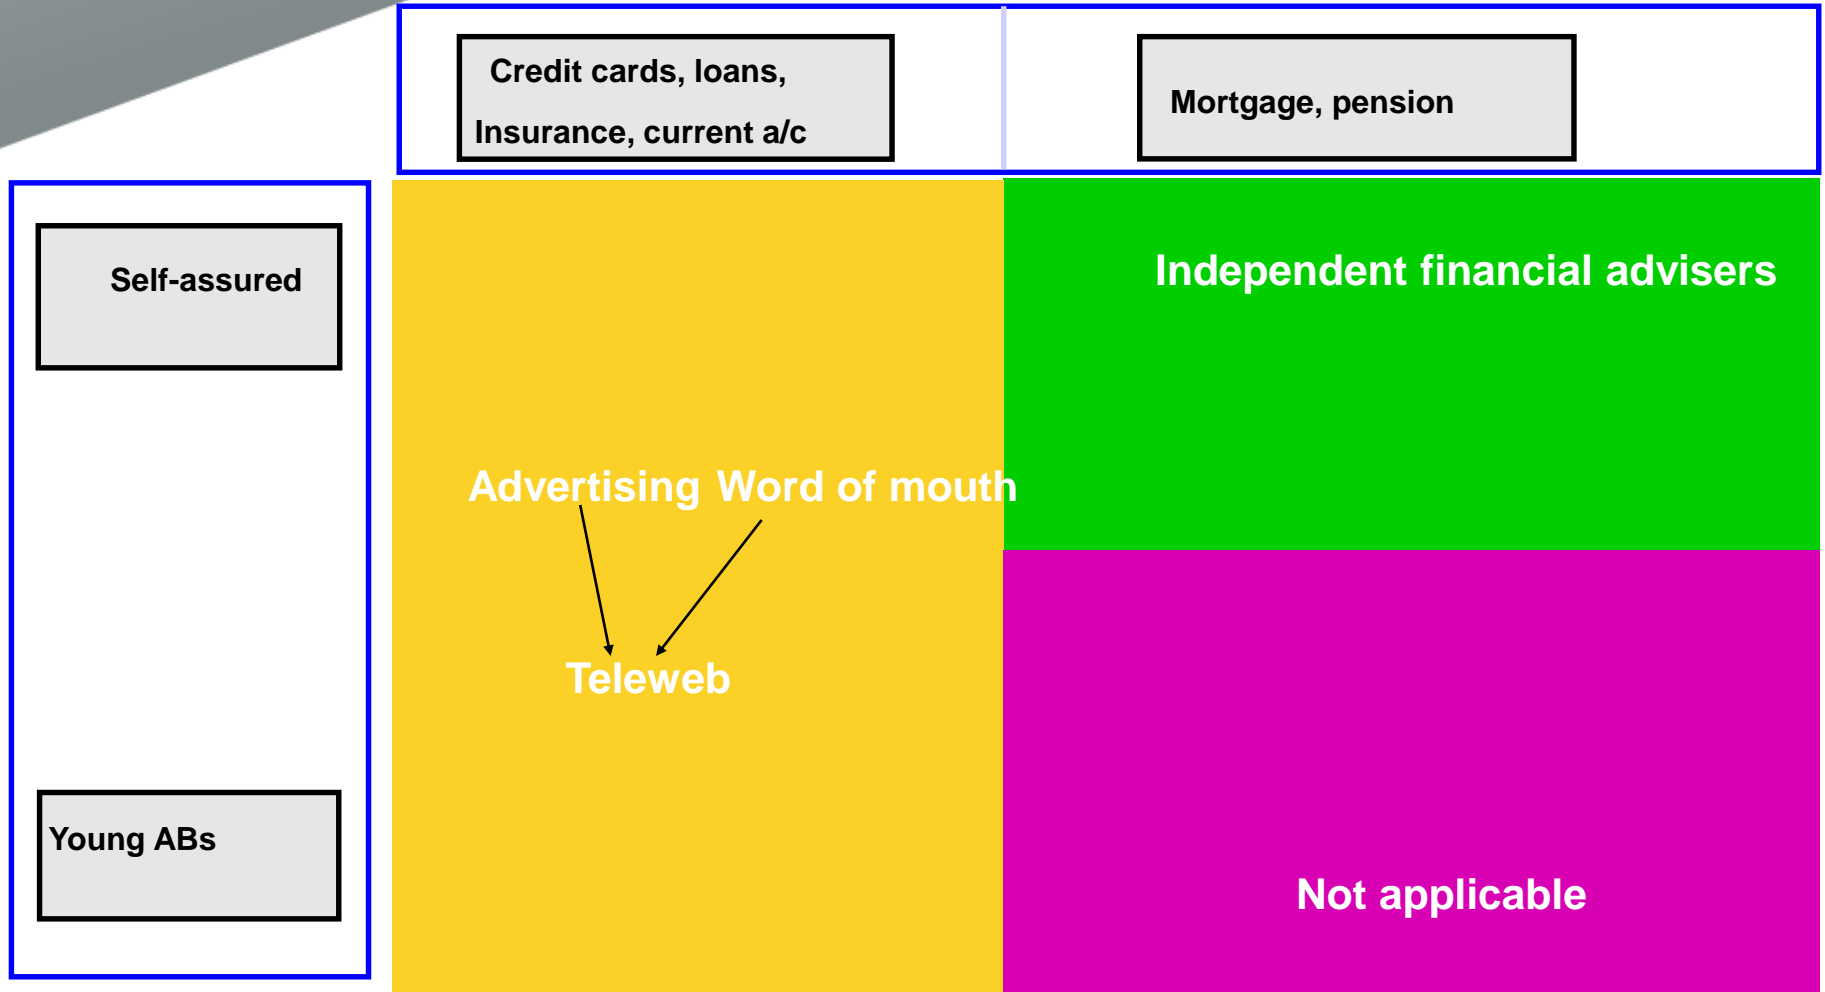 Credit cards, loans,
Insurance, current a/c
Mortgage, pension
Self-assured
Independent financial advisers
Advertising Word of mouth
Teleweb
Young ABs
Not applicable